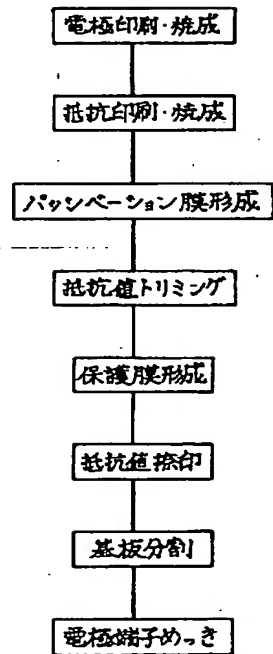 電極印刷・焼成
抵抗印刷・焼成
パッシベーション膜形成
抵抗値トリミング
保護膜形成
抵抗値捺印
基板分割
電極端子めっき